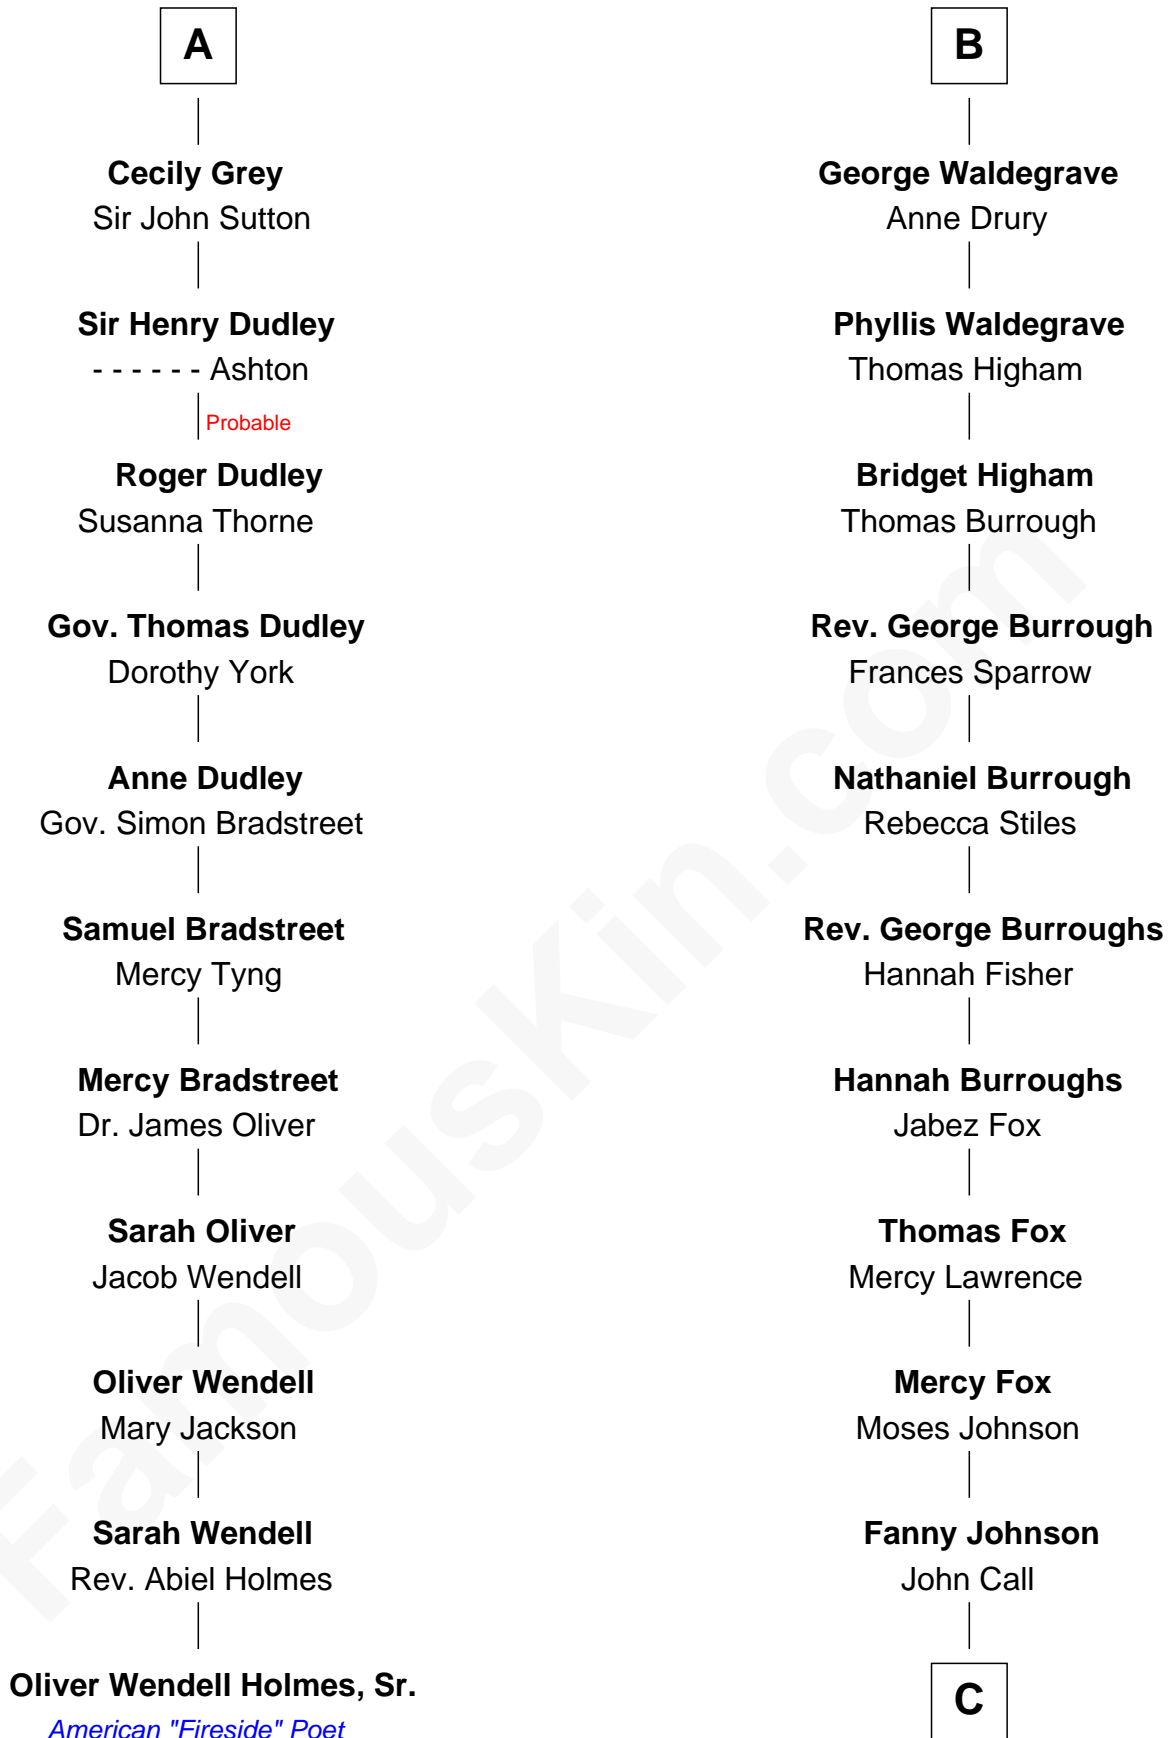 A
Cecily Grey
Sir John Sutton
Sir Henry Dudley
- - - - - - Ashton
Probable
Roger Dudley
Susanna Thorne
Gov. Thomas Dudley
Dorothy York
Anne Dudley
Gov. Simon Bradstreet
Samuel Bradstreet
Mercy Tyng
Mercy Bradstreet
Dr. James Oliver
Sarah Oliver
Jacob Wendell
Oliver Wendell
Mary Jackson
Sarah Wendell
Rev. Abiel Holmes
Oliver Wendell Holmes, Sr.
American "Fireside" Poet
B
George Waldegrave
Anne Drury
Phyllis Waldegrave
Thomas Higham
Bridget Higham
Thomas Burrough
Rev. George Burrough
Frances Sparrow
Nathaniel Burrough
Rebecca Stiles
Rev. George Burroughs
Hannah Fisher
Hannah Burroughs
Jabez Fox
Thomas Fox
Mercy Lawrence
Mercy Fox
Moses Johnson
Fanny Johnson
John Call
C
FamousKin.com